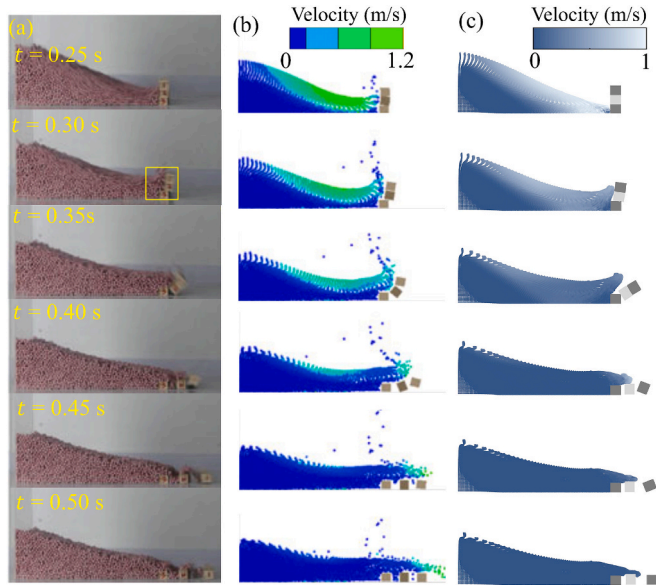 (a)
t = 0.25 s
t = 0.30 s
t = 0.35s
t = 0.40 s
t = 0.45 s
t = 0.50 s
(b) Velocity (m/s)
0 1.2
(c) Velocity (m/s)
0 1